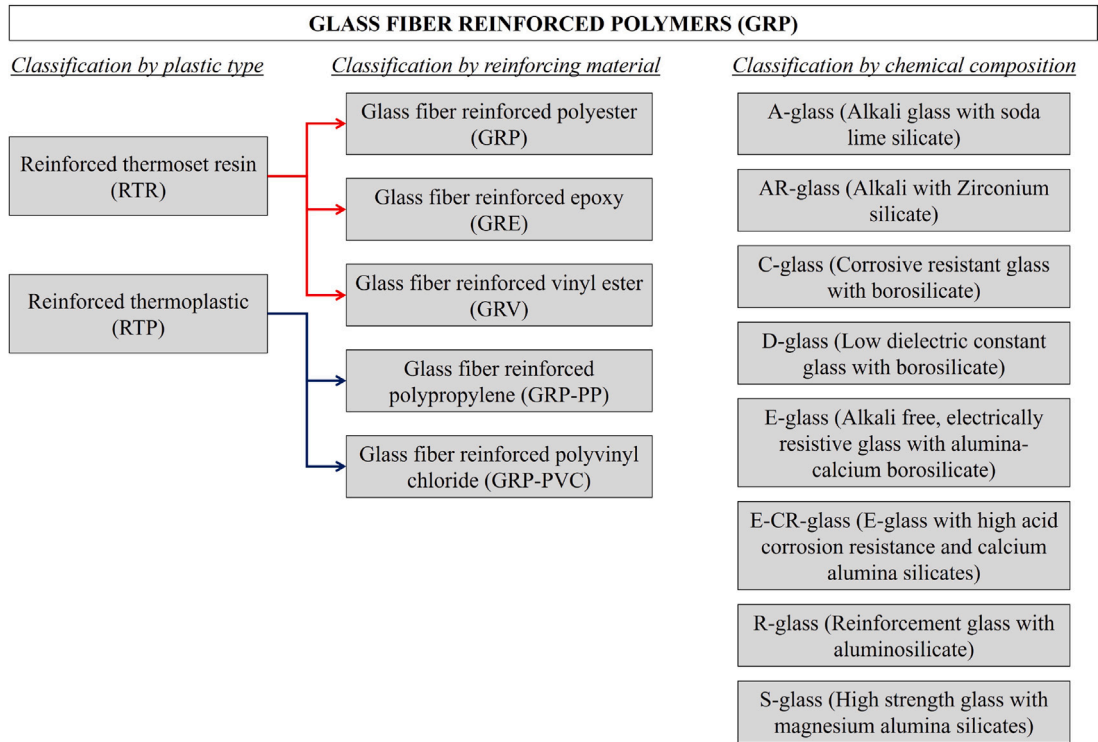 GLASS FIBER REINFORCED POLYMERS (GRP)
Classification by plastic type
Reinforced thermoset resin
(RTR)
Reinforced thermoplastic
(RTP)
Classification by reinforcing material
Glass fiber reinforced polyester
(GRP)
Glass fiber reinforced epoxy
(GRE)
Glass fiber reinforced vinyl ester
(GRV)
Glass fiber reinforced
polypropylene (GRP-PP)
Glass fiber reinforced polyvinyl
chloride (GRP-PVC)
Classification by chemical composition
A-glass (Alkali glass with soda
lime silicate)
AR-glass (Alkali with Zirconium
silicate)
C-glass (Corrosive resistant glass
with borosilicate)
D-glass (Low dielectric constant
glass with borosilicate)
E-glass (Alkali free, electrically
resistive glass with alumina-
calcium borosilicate)
E-CR-glass (E-glass with high acid
corrosion resistance and calcium
alumina silicates)
R-glass (Reinforcement glass with
aluminosilicate)
S-glass (High strength glass with
magnesium alumina silicates)